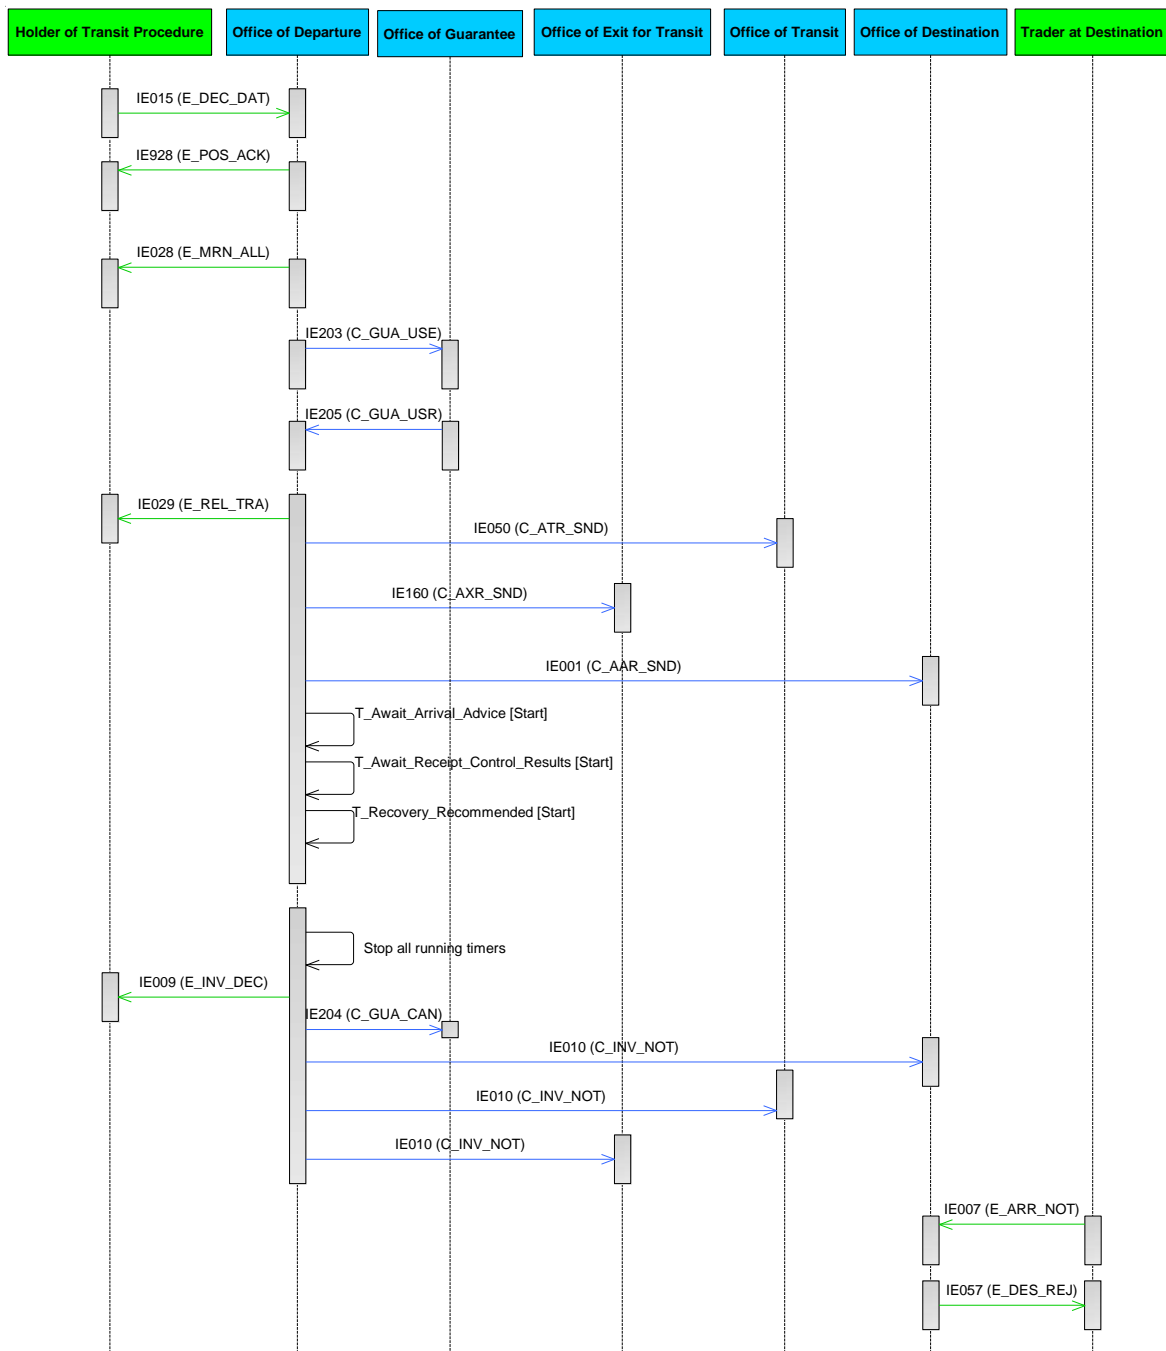 Holder of Transit Procedure
Office of Departure
Office of Guarantee
Office of Exit for Transit
Office of Transit
Office of Destination
Trader at Destination
IE015 (E_DEC_DAT)
IE928 (E_POS_ACK)
IE028 (E_MRN_ALL)
IE203 (C_GUA_USE)
IE205 (C_GUA_USR)
IE029 (E_REL_TRA)
IE050 (C_ATR_SND)
IE160 (C_AXR_SND)
IE001 (C_AAR_SND)
T_Await_Arrival_Advice [Start]
T_Await_Receipt_Control_Results [Start]
T_Recovery_Recommended [Start]
Stop all running timers
IE009 (E_INV_DEC)
IE204 (C_GUA_CAN)
IE010 (C_INV_NOT)
IE010 (C_INV_NOT)
IE010 (C_INV_NOT)
IE007 (E_ARR_NOT)
IE057 (E_DES_REJ)